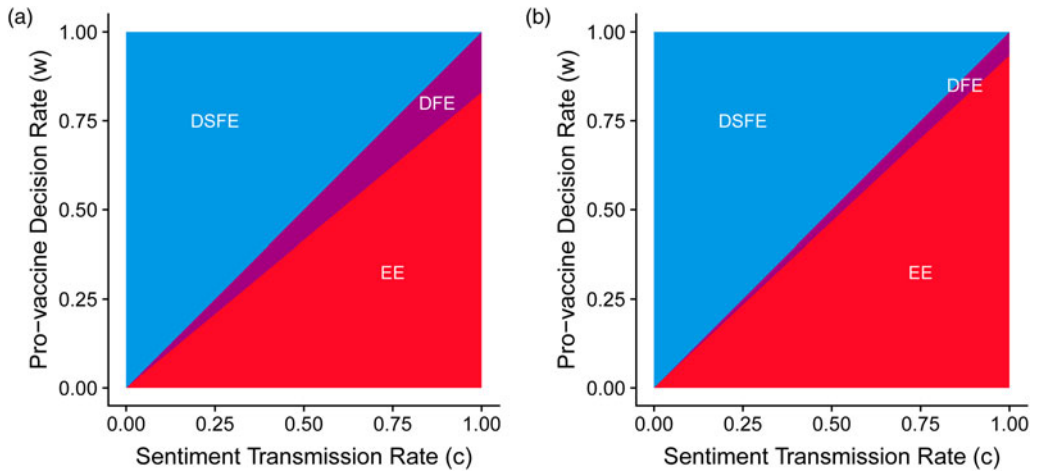 (a)
Pro−vaccine Decision Rate (w)
1.00
0.75
0.50
0.25
0.00
DSFE
DFE
EE
0.00 0.25 0.50 0.75 1.00
Sentiment Transmission Rate (c)
(b)
Pro−vaccine Decision Rate (w)
1.00
0.75
0.50
0.25
0.00
DFE
DSFE
EE
0.00 0.25 0.50 0.75 1.00
Sentiment Transmission Rate (c)